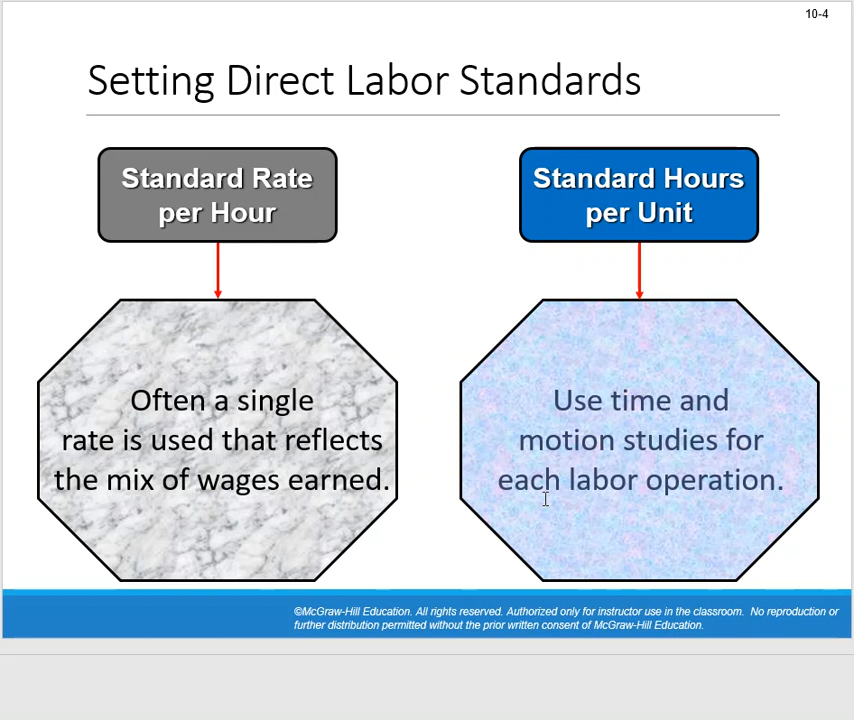 10-4
Setting Direct Labor Standards
Standard Rate
per Hour
Standard Hours
per Unit
Often a single
rate is used that reflects
the mix of wages earned.
Use time and
motion studies for
each labor operation.
©McGraw-Hill Education. All rights reserved. Authorized only for instructor use in the classroom.  No reproduction or
further distribution permitted without the prior written consent of McGraw-Hill Education.